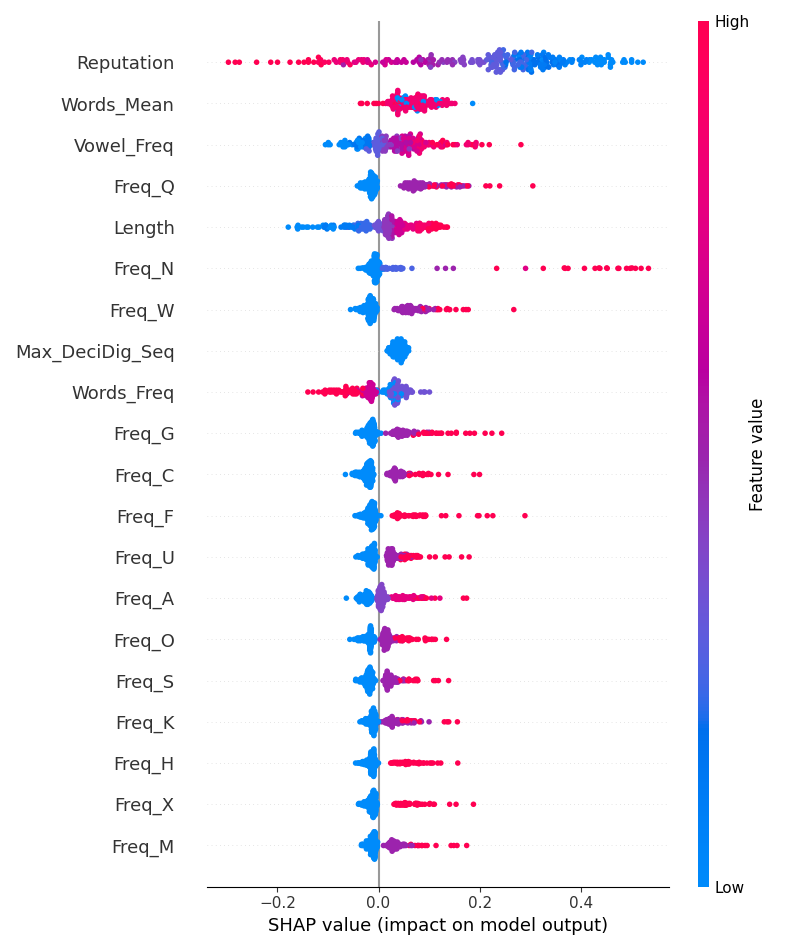 High
Reputation
Words_Mean
Vowel_Freq
Freq_Q
Length
Freq_N
Freq_W
Max_DeciDig_Seq
Words_Freq
Freq_G
Freq_C
Freq_F
Freq_U
Freq_A
Freq_O
Freq_S
Freq_K
Freq_H
Freq_X
Freq_M
Feature value
Low
−0.2 0.0 0.2 0.4
SHAP value (impact on model output)